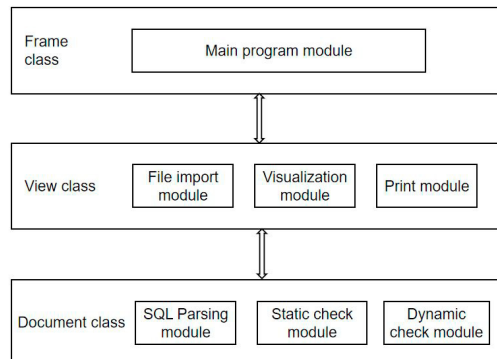 Frame
class
Main program module
View class
File import
module
Visualization
module
Print module
Document class
SQL Parsing
module
Static check
module
Dynamic
check module